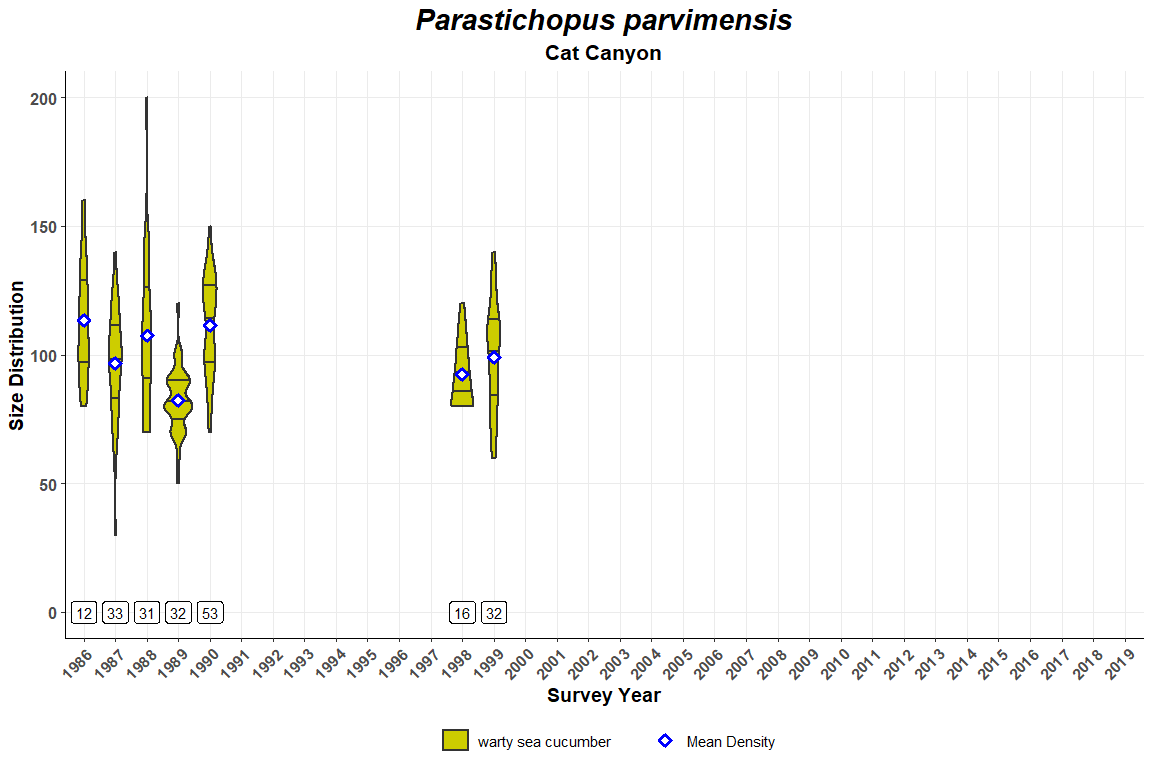 Parastichopus parvimensis
Cat Canyon
Size Distribution
200
150
100
50
0
12 33 31 32 53 16 32
1986 1987 1988 1989 1990 1991 1992 1993 1994 1995 1996 1997 1998 1999 2000 2001 2002 2003 2004 2005 2006 2007 2008 2009 2010 2011 2012 2013 2014 2015 2016 2017 2018 2019
Survey Year
warty sea cucumber Mean Density